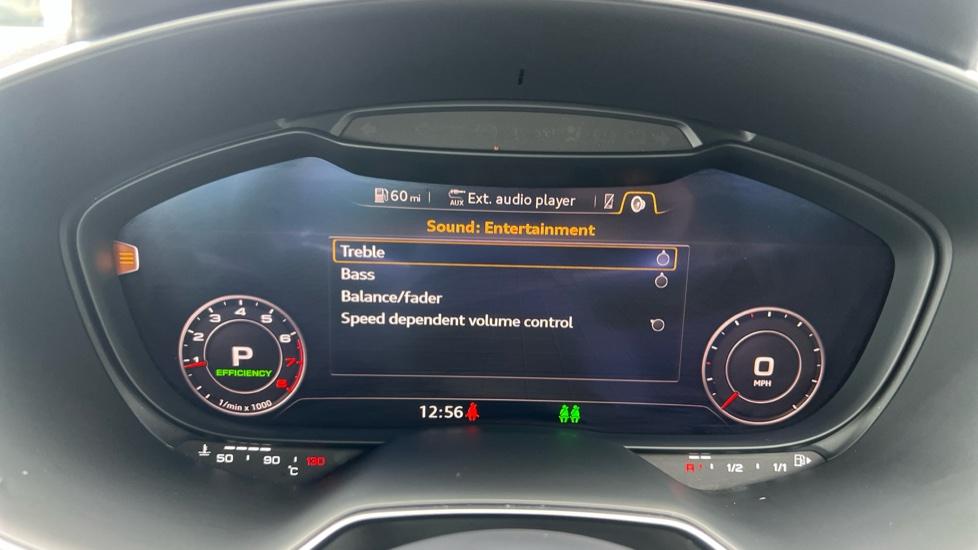 60 mi AUX Ext. audio player
Sound: Entertainment
Treble
Bass
Balance/fader
Speed dependent volume control
1 2 3 4 5 6 7 8
P
EFFICIENCY
1/min x 1000
0
MPH
12:56
50 90 130
°C
R 1/2 1/1